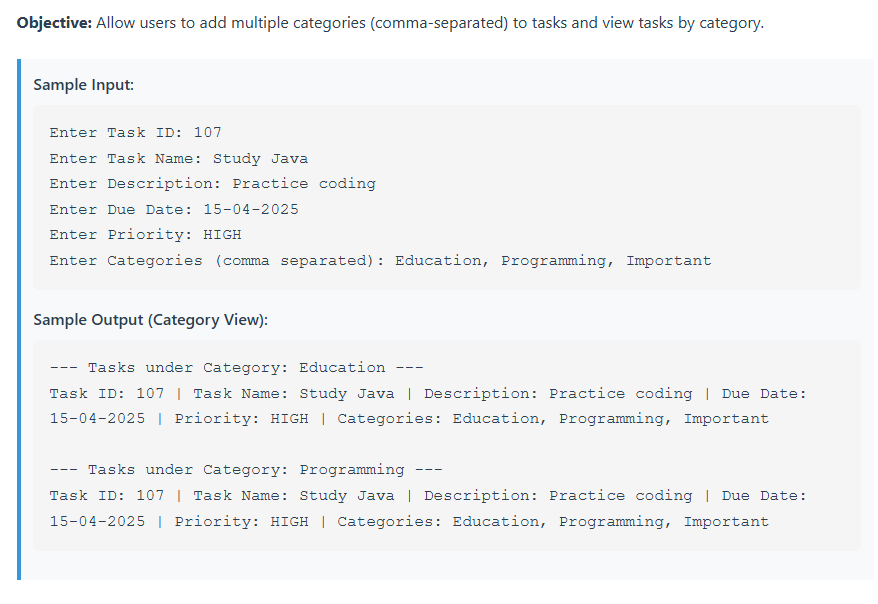 Objective: Allow users to add multiple categories (comma-separated) to tasks and view tasks by category.
Sample Input:
Enter Task ID: 107
Enter Task Name: Study Java
Enter Description: Practice coding
Enter Due Date: 15-04-2025
Enter Priority: HIGH
Enter Categories (comma separated): Education, Programming, Important
Sample Output (Category View):
--- Tasks under Category: Education ---
Task ID: 107 | Task Name: Study Java | Description: Practice coding | Due Date:
15-04-2025 | Priority: HIGH | Categories: Education, Programming, Important
--- Tasks under Category: Programming ---
Task ID: 107 | Task Name: Study Java | Description: Practice coding | Due Date:
15-04-2025 | Priority: HIGH | Categories: Education, Programming, Important